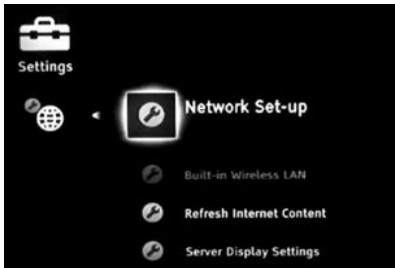 Settings
Network Set-up
Built-in Wireless LAN
Refresh Internet Content
Server Display Settings